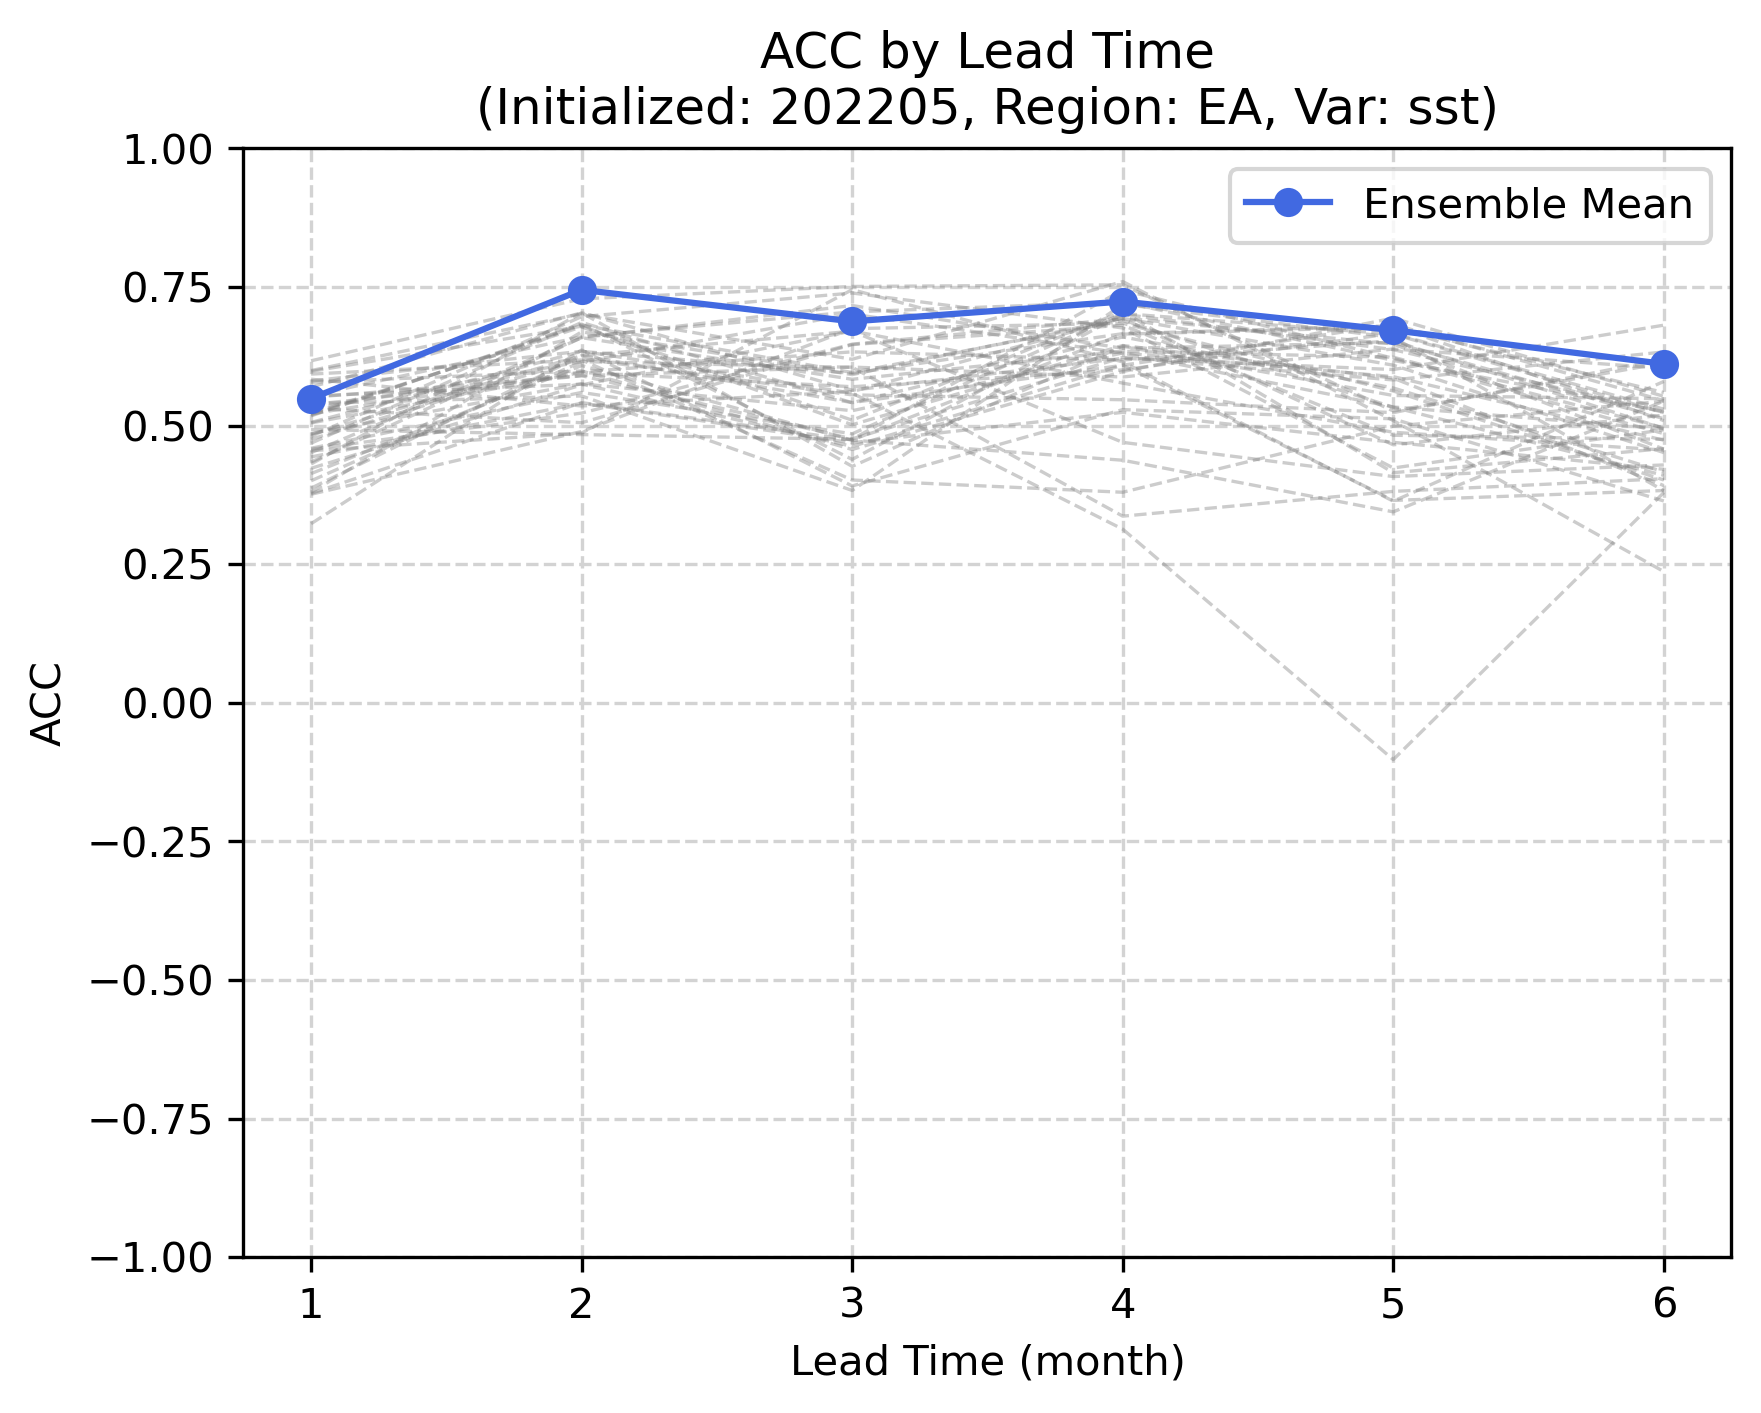 ACC by Lead Time
(Initialized: 202205, Region: EA, Var: sst)
Ensemble Mean
1.00
0.75
0.50
0.25
0.00
−0.25
−0.50
−0.75
−1.00
ACC
1 2 3 4 5 6
Lead Time (month)